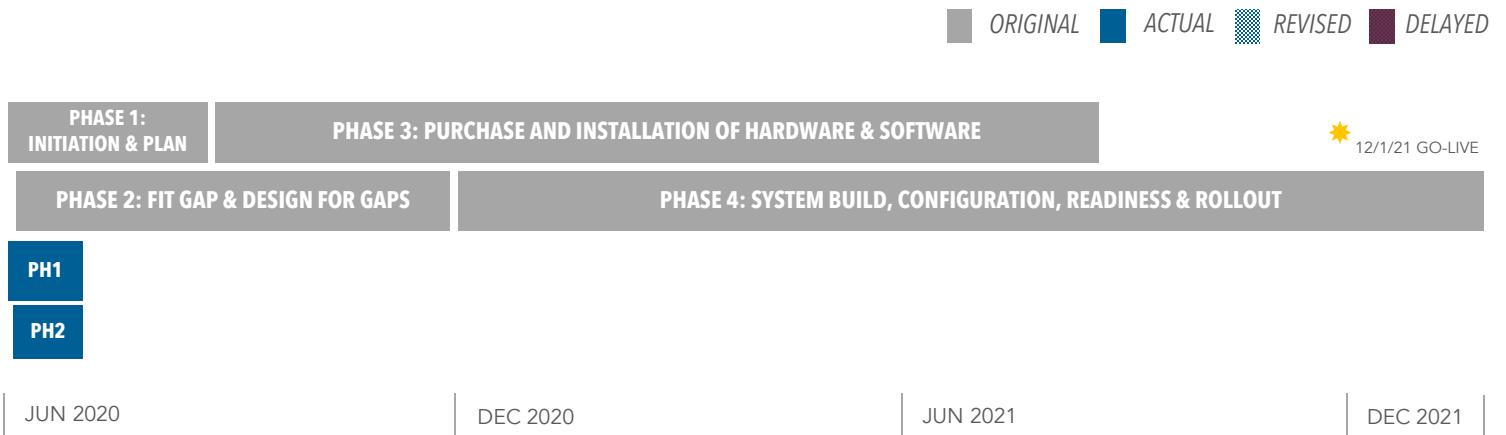 ORIGINAL ACTUAL REVISED DELAYED
PHASE 1:
INITIATION & PLAN
PHASE 3: PURCHASE AND INSTALLATION OF HARDWARE & SOFTWARE
12/1/21 GO-LIVE
PHASE 2: FIT GAP & DESIGN FOR GAPS
PHASE 4: SYSTEM BUILD, CONFIGURATION, READINESS & ROLLOUT
PH1
PH2
JUN 2020
DEC 2020
JUN 2021
DEC 2021